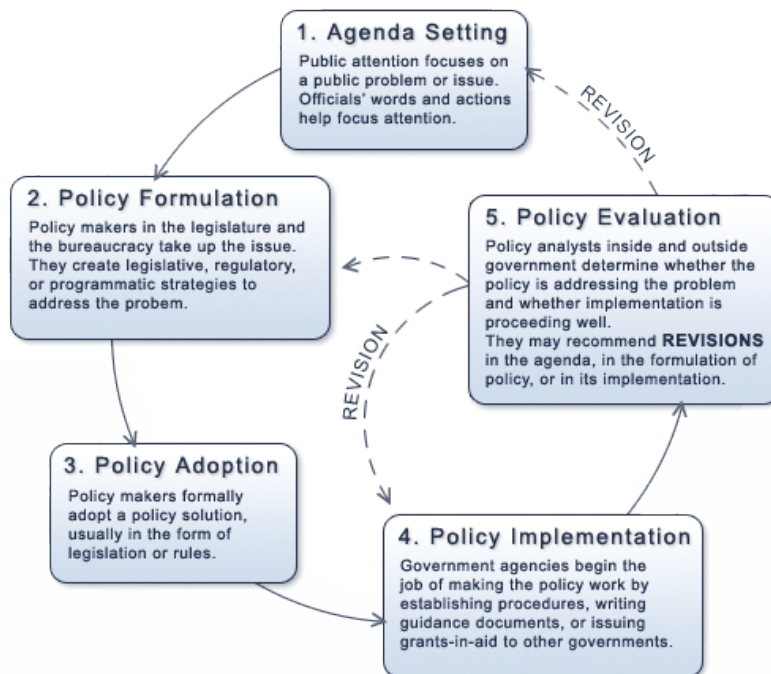 1. Agenda Setting
Public attention focuses on
a public problem or issue.
Officials' words and actions
help focus attention.
REVISION
2. Policy Formulation
Policy makers in the legislature and
the bureaucracy take up the issue.
They create legislative, regulatory,
or programmatic strategies to
address the probem.
5. Policy Evaluation
Policy analysts inside and outside
government determine whether the
policy is addressing the problem
and whether implementation is
proceeding well.
They may recommend REVISIONS
in the agenda, in the formulation of
policy, or in its implementation.
REVISION
3. Policy Adoption
Policy makers formally
adopt a policy solution,
usually in the form of
legislation or rules.
4. Policy Implementation
Government agencies begin the
job of making the policy work by
establishing procedures, writing
guidance documents, or issuing
grants-in-aid to other governments.